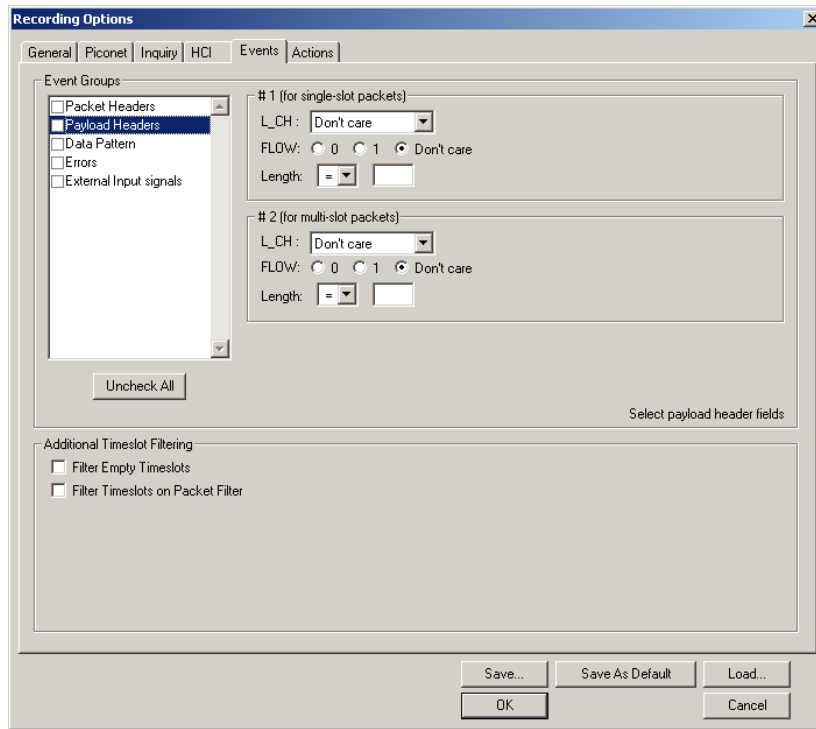 Recording Options
General Piconet Inquiry HCI Events Actions
Event Groups
Packet Headers
Payload Headers
Data Pattern
Errors
External Input signals
Uncheck All
# 1 (for single-slot packets)
L_CH : Don't care
FLOW: 0 1 Don't care
Length: =
# 2 (for multi-slot packets)
L_CH : Don't care
FLOW: 0 1 Don't care
Length: =
Select payload header fields
Additional Timeslot Filtering
Filter Empty Timeslots
Filter Timeslots on Packet Filter
Save... Save As Default Load...
OK Cancel